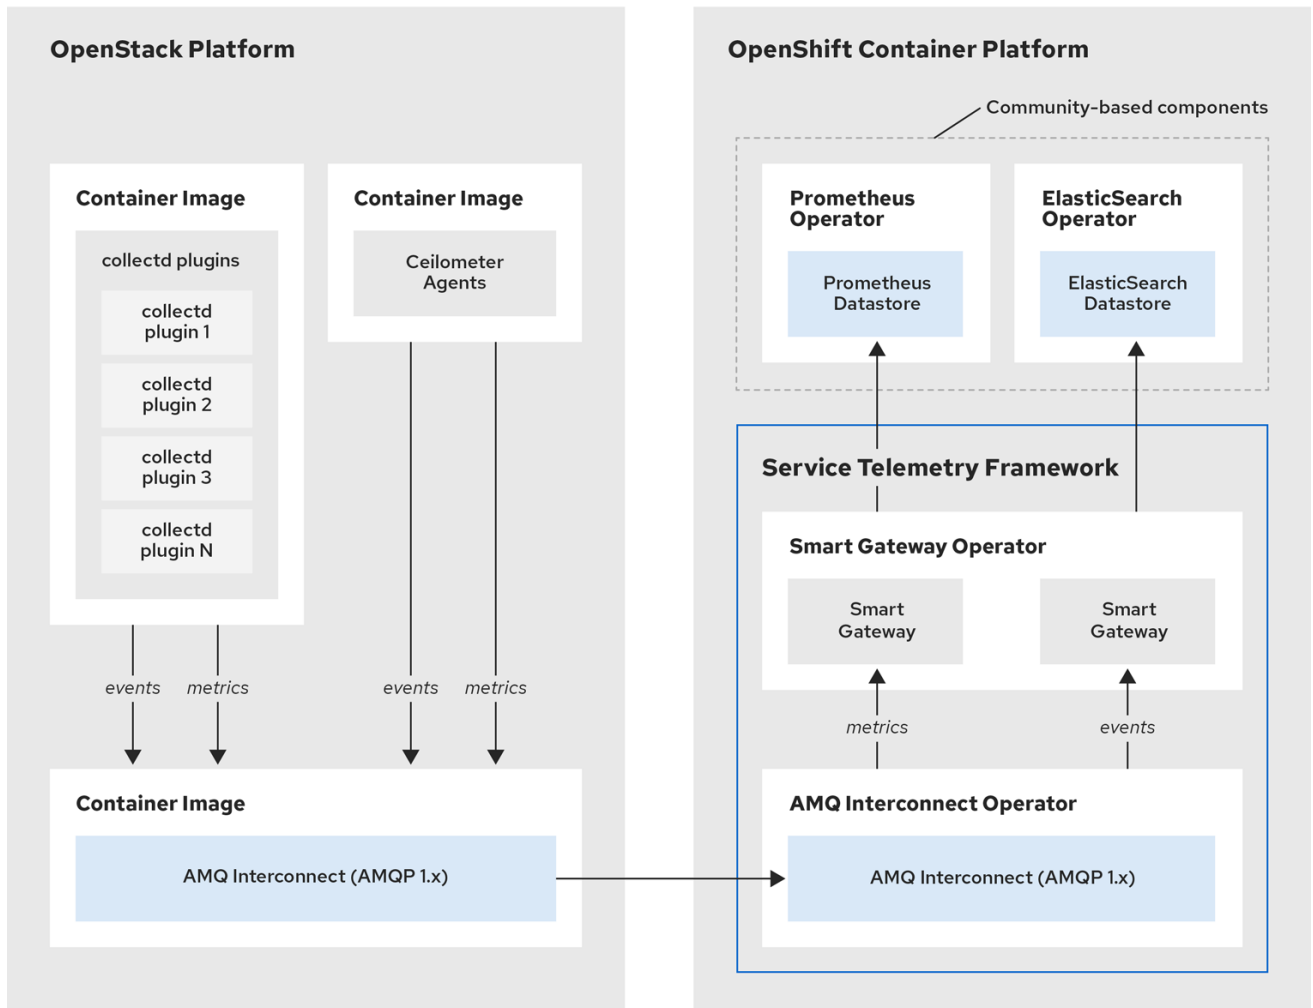 OpenStack Platform
Container Image
collectd plugins
collectd
plugin 1
collectd
plugin 2
collectd
plugin 3
collectd
plugin N
Container Image
Ceilometer
Agents
events
metrics
events
metrics
Container Image
AMQ Interconnect (AMQP 1.x)
OpenShift Container Platform
Community-based components
Prometheus
Operator
Prometheus
Datastore
ElasticSearch
Operator
ElasticSearch
Datastore
Service Telemetry Framework
Smart Gateway Operator
Smart
Gateway
Smart
Gateway
metrics
events
AMQ Interconnect Operator
AMQ Interconnect (AMQP 1.x)